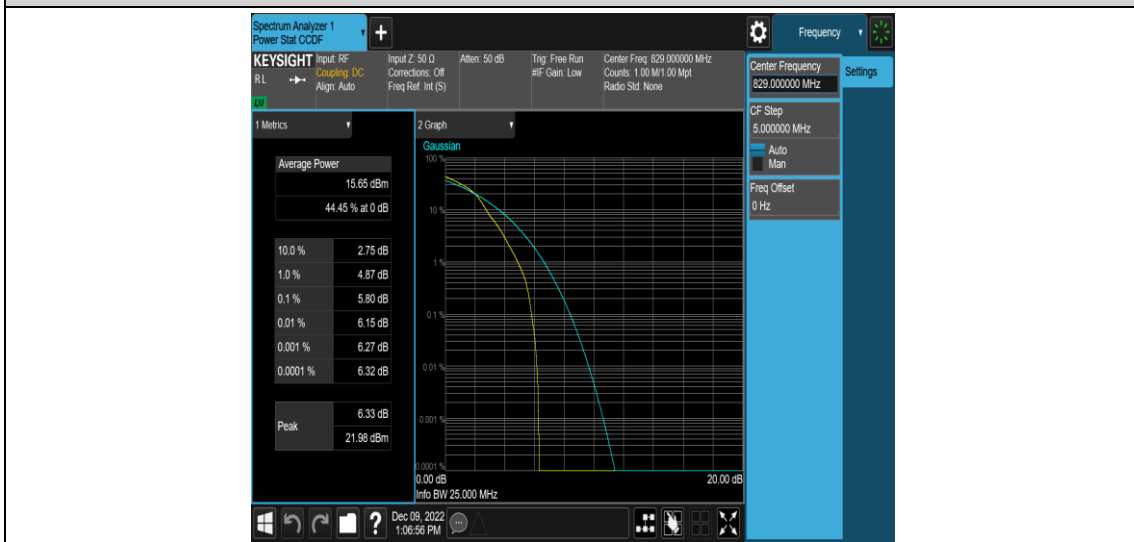 Spectrum Analyzer 1
Power Stat CCDF
+
Frequency
KEYSIGHT
RL
LXI
Input: RF
Coupling: DC
Align: Auto
Input Z: 50 Ω
Corrections: Off
Freq Ref: Int (S)
Atten: 50 dB
Trig: Free Run
#IF Gain: Low
Center Freq: 829.000000 MHz
Counts: 1.00 M/1.00 Mpt
Radio Std: None
Center Frequency
829.000000 MHz
Settings
CF Step
5.000000 MHz
Auto
Man
Freq Offset
0 Hz
1 Metrics
Average Power
15.65 dBm
44.45 % at 0 dB
10.0 % 2.75 dB
1.0 % 4.87 dB
0.1 % 5.80 dB
0.01 % 6.15 dB
0.001 % 6.27 dB
0.0001 % 6.32 dB
Peak
6.33 dB
21.98 dBm
2 Graph
Gaussian
100 %
10 %
1 %
0.1 %
0.01 %
0.001 %
0.0001 %
0.00 dB 20.00 dB
Info BW 25.000 MHz
?
Dec 09, 2022
1:06:56 PM